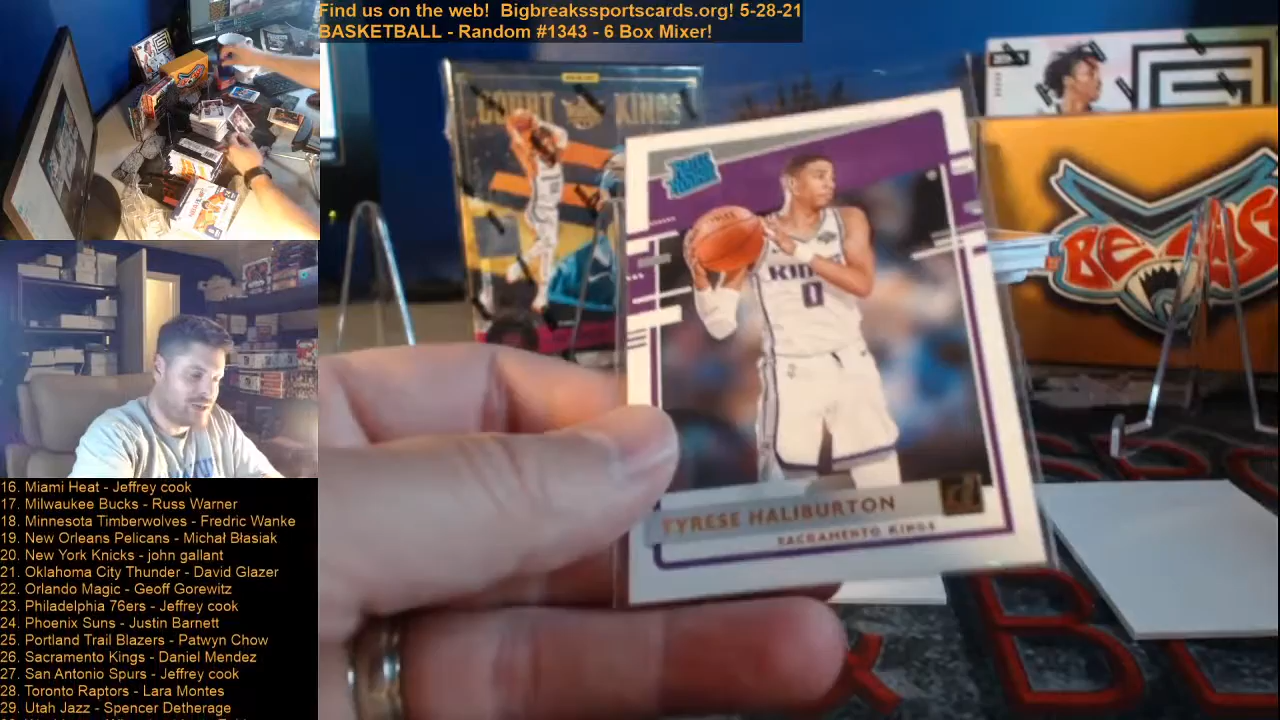 Find us on the web! Bigbreakssportscards.org! 5-28-21
BASKETBALL - Random #1343 - 6 Box Mixer!
COURT KINGS
RATED ROOKIE
KINGS
0
TYRESE HALIBURTON
SACRAMENTO KINGS
BEAST
16. Miami Heat - Jeffrey cook
17. Milwaukee Bucks - Russ Warner
18. Minnesota Timberwolves - Fredric Wanke
19. New Orleans Pelicans - Michał Błasiak
20. New York Knicks - john gallant
21. Oklahoma City Thunder - David Glazer
22. Orlando Magic - Geoff Gorewitz
23. Philadelphia 76ers - Jeffrey cook
24. Phoenix Suns - Justin Barnett
25. Portland Trail Blazers - Patwyn Chow
26. Sacramento Kings - Daniel Mendez
27. San Antonio Spurs - Jeffrey cook
28. Toronto Raptors - Lara Montes
29. Utah Jazz - Spencer Detherage